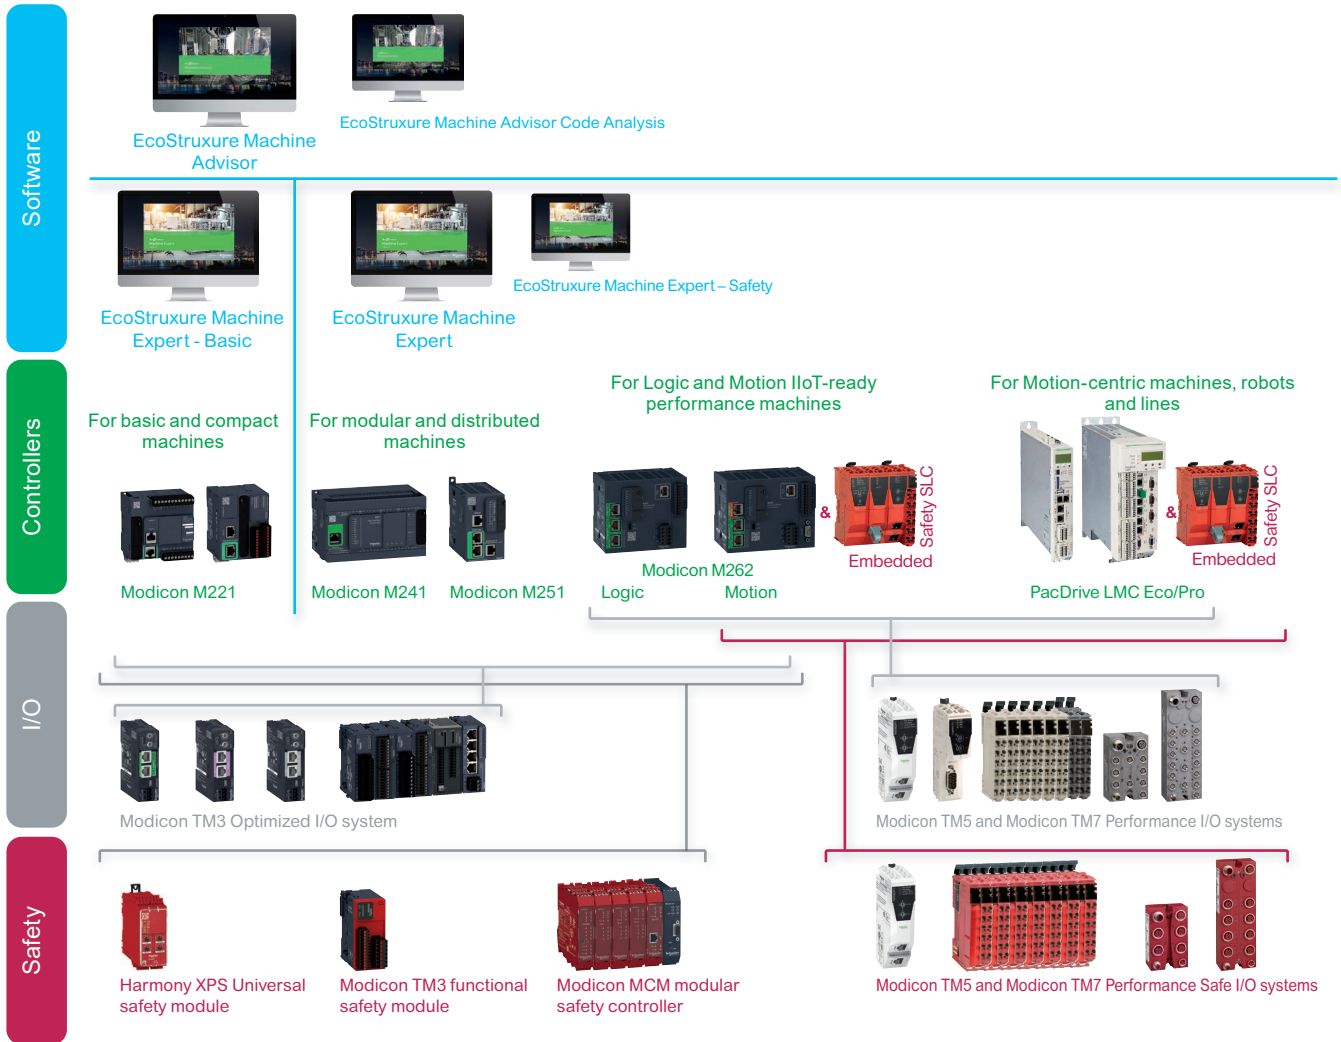 Software
EcoStruxure Machine
Advisor
EcoStruxure Machine Advisor Code Analysis
EcoStruxure Machine
Expert - Basic
EcoStruxure Machine
Expert
EcoStruxure Machine Expert – Safety
Controllers
For basic and compact
machines
For modular and distributed
machines
For Logic and Motion IIoT-ready
performance machines
For Motion-centric machines, robots
and lines
&
Safety SLC
Embedded
&
Safety SLC
Embedded
Modicon M221
Modicon M241
Modicon M251
Modicon M262
Logic
Motion
PacDrive LMC Eco/Pro
I/O
Modicon TM3 Optimized I/O system
Modicon TM5 and Modicon TM7 Performance I/O systems
Safety
Harmony XPS Universal
safety module
Modicon TM3 functional
safety module
Modicon MCM modular
safety controller
Modicon TM5 and Modicon TM7 Performance Safe I/O systems